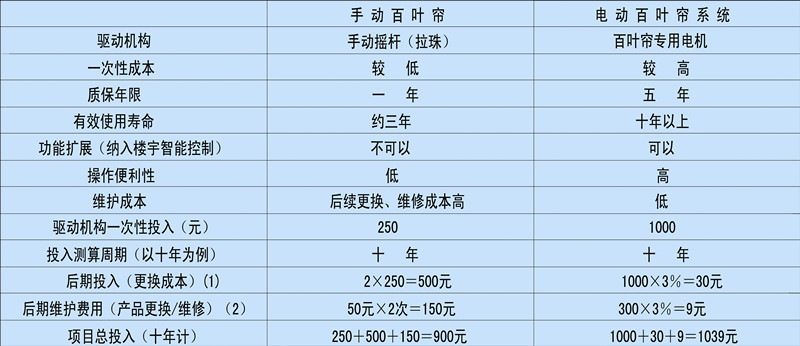 手动百叶帘 电动百叶帘系统
驱动机构 手动摇杆（拉珠） 百叶帘专用电机
一次性成本 较 低 较 高
质保年限 一 年 五 年
有效使用寿命 约三年 十年以上
功能扩展（纳入楼宇智能控制） 不可以 可以
操作便利性 低 高
维护成本 后续更换、维修成本高 低
驱动机构一次性投入（元） 250 1000
投入测算周期（以十年为例） 十 年 十 年
后期投入（更换成本）(1) 2×250＝500元 1000×3％＝30元
后期维护费用（产品更换/维修）（2） 50元×2次＝150元 300×3％＝9元
项目总投入（十年计） 250＋500＋150＝900元 1000＋30＋9＝1039元